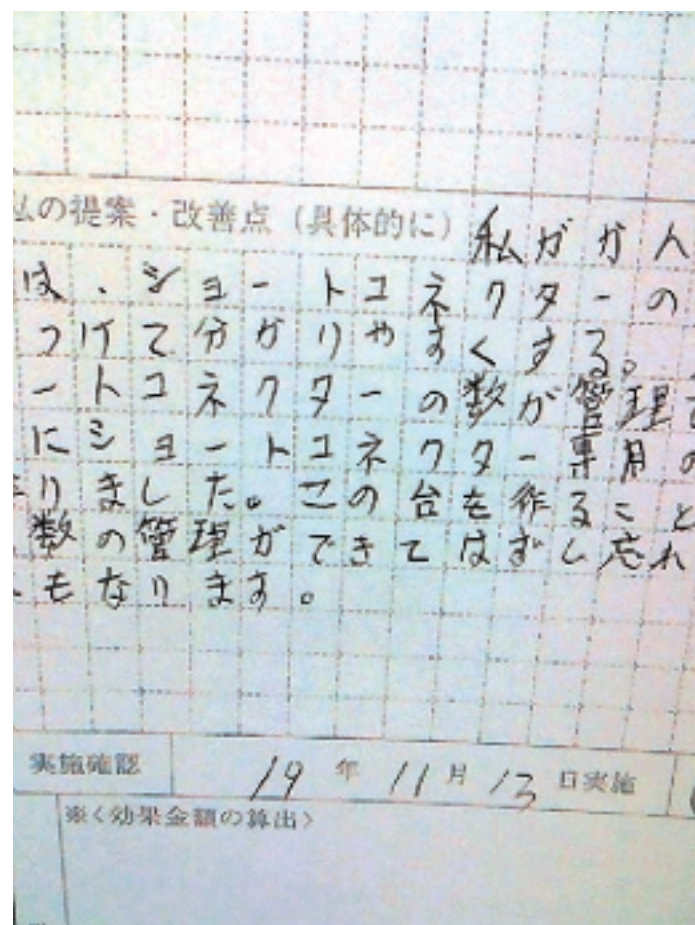 私の提案・改善点（具体的に） 私がか人
は、ショートコネクターの
つけて分がりやすくする。
ートコネクターの数が管理
にショートコネクター専用の
りました。この台を作ること
数の管理ができてはずし忘れ
もなります。
実施確認 19年11月13日実施
※く効果金額の算出＞